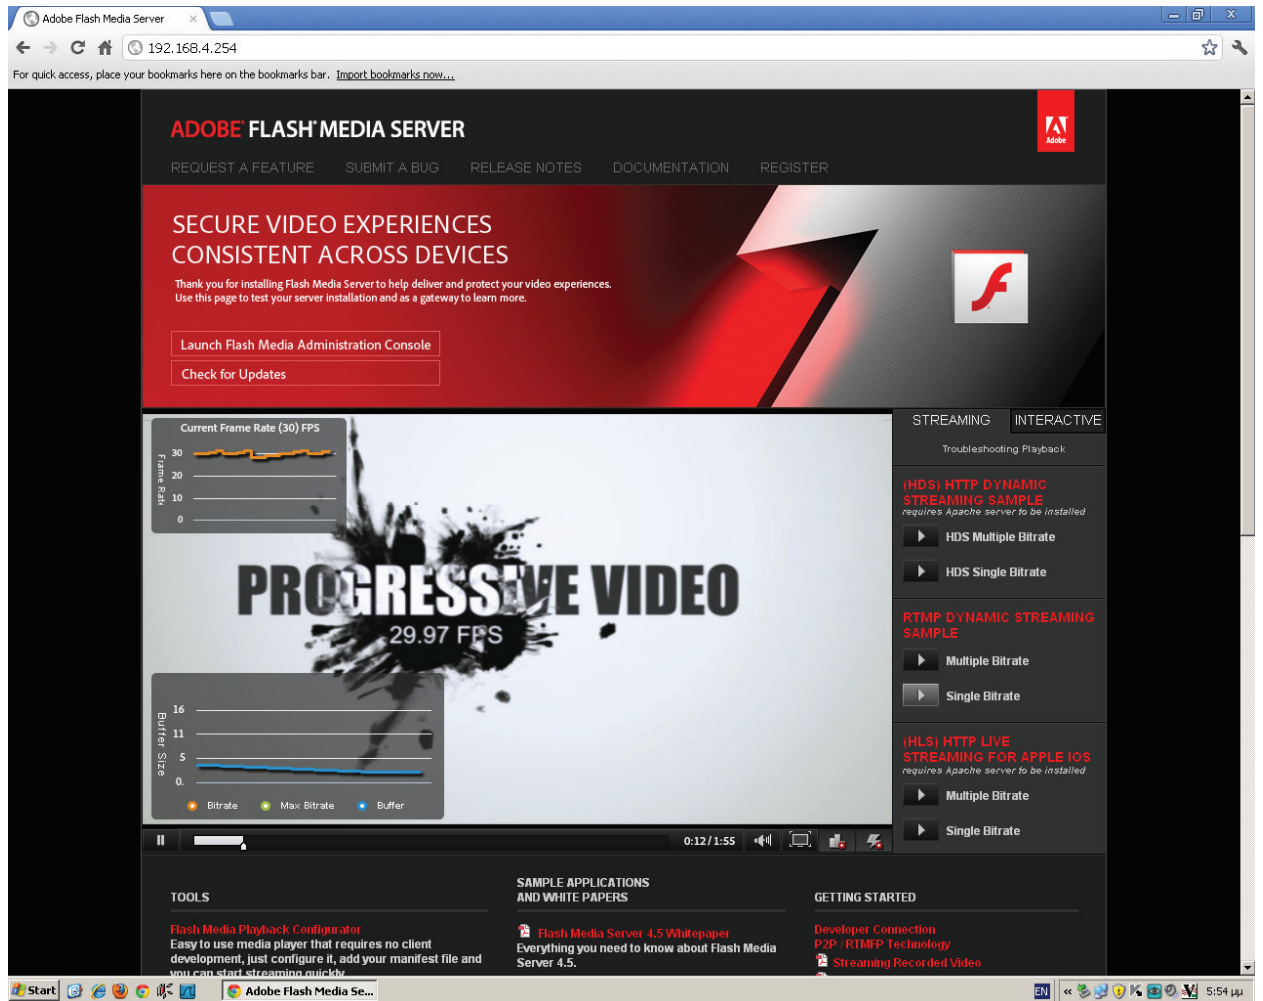 Adobe Flash Media Server
192.168.4.254
For quick access, place your bookmarks here on the bookmarks bar. Import bookmarks now...
ADOBE® FLASH® MEDIA SERVER
Adobe
REQUEST A FEATURE SUBMIT A BUG RELEASE NOTES DOCUMENTATION REGISTER
SECURE VIDEO EXPERIENCES
CONSISTENT ACROSS DEVICES
Thank you for installing Flash Media Server to help deliver and protect your video experiences.
Use this page to test your server installation and as a gateway to learn more.
Launch Flash Media Administration Console
Check for Updates
Current Frame Rate (30) FPS
Frame Rate
30
20
10
0
PROGRESSIVE VIDEO
29.97 FPS
Buffer Size
16
11
5
0.
Bitrate Max Bitrate Buffer
0:12/1:55
STREAMING INTERACTIVE
Troubleshooting Playback
(HDS) HTTP DYNAMIC
STREAMING SAMPLE
requires Apache server to be installed
HDS Multiple Bitrate
HDS Single Bitrate
RTMP DYNAMIC STREAMING
SAMPLE
Multiple Bitrate
Single Bitrate
(HLS) HTTP LIVE
STREAMING FOR APPLE IOS
requires Apache server to be installed
Multiple Bitrate
Single Bitrate
TOOLS
Flash Media Playback Configurator
Easy to use media player that requires no client
development, just configure it, add your manifest file and
you can start streaming quickly
SAMPLE APPLICATIONS
AND WHITE PAPERS
Flash Media Server 4.5 Whitepaper
Everything you need to know about Flash Media
Server 4.5.
GETTING STARTED
Developer Connection
P2P / RTMFP Technology
Streaming Recorded Video
Start
Adobe Flash Media Se...
EN
5:54 μμ